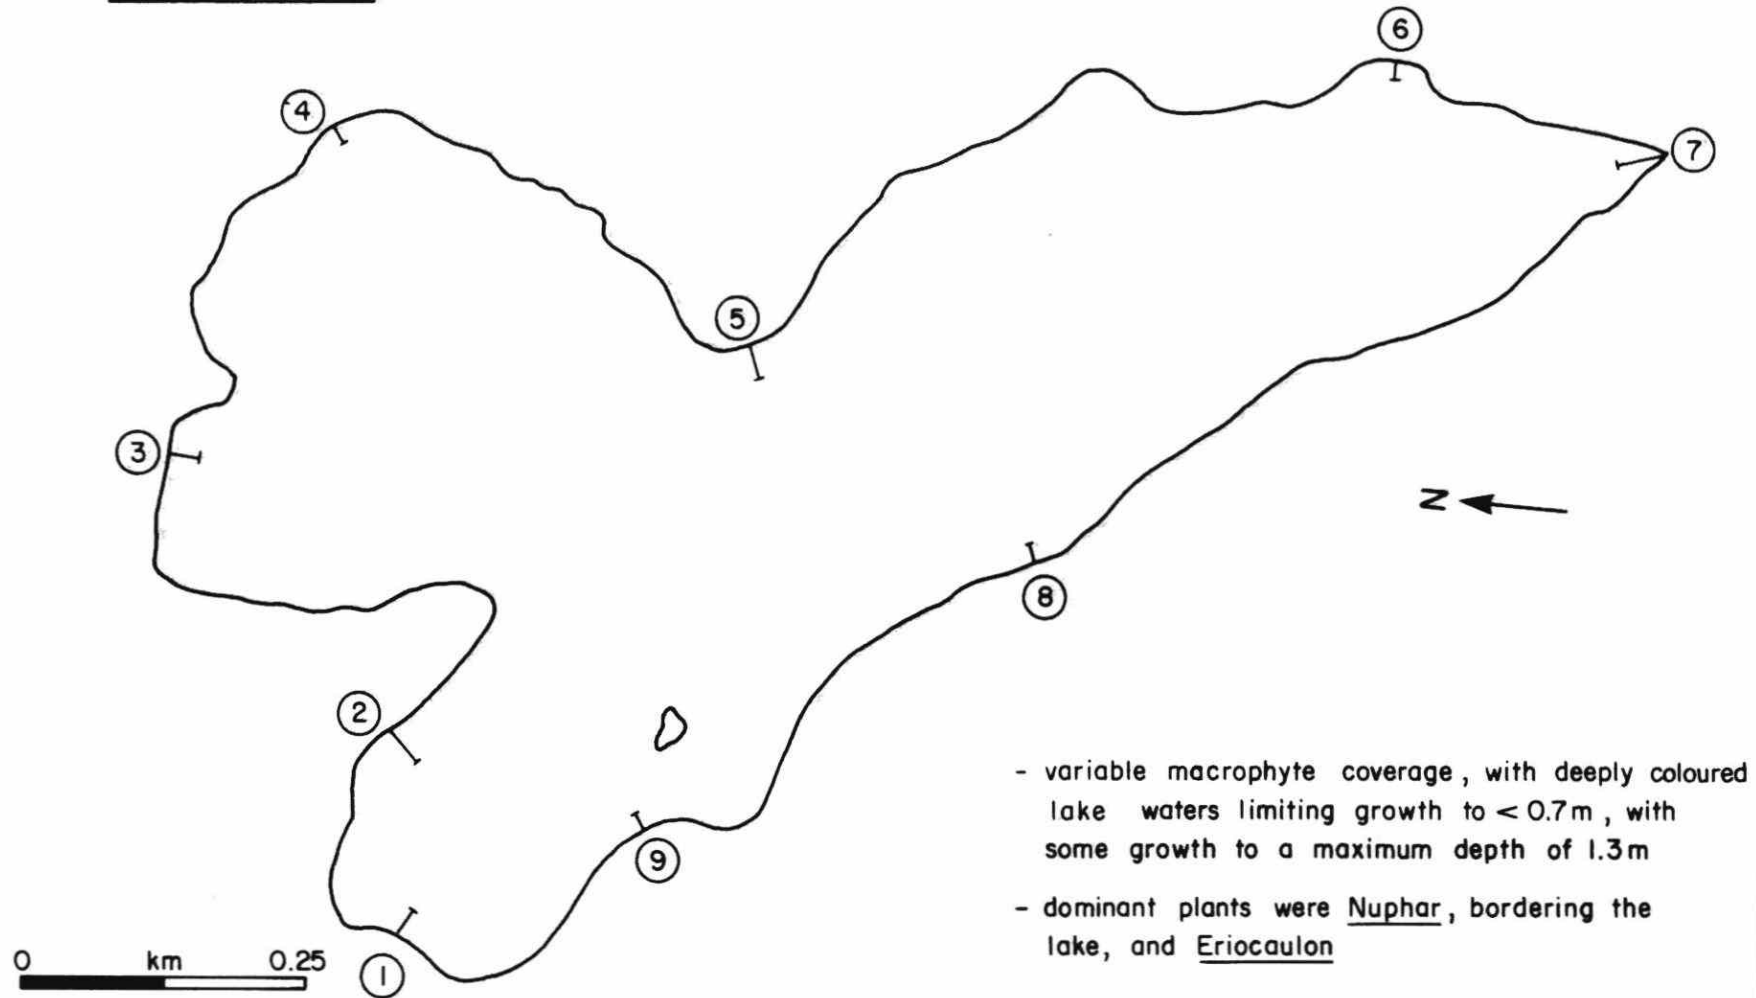 6
4
7
5
3
N
8
2
- variable macrophyte coverage, with deeply coloured
lake waters limiting growth to < 0.7m, with
some growth to a maximum depth of 1.3m
9
- dominant plants were Nuphar, bordering the
lake, and Eriocaulon
0 km 0.25
1